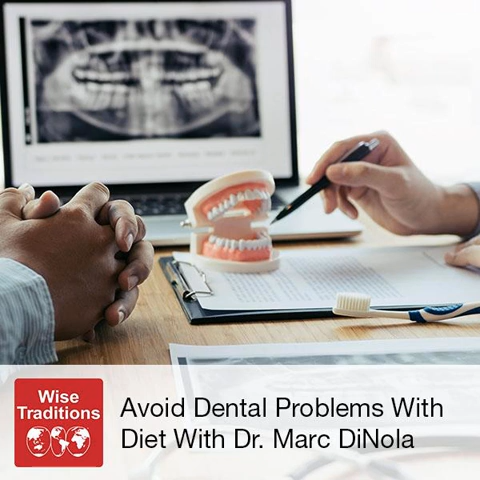 Wise
Traditions
Avoid Dental Problems With
Diet With Dr. Marc DiNola